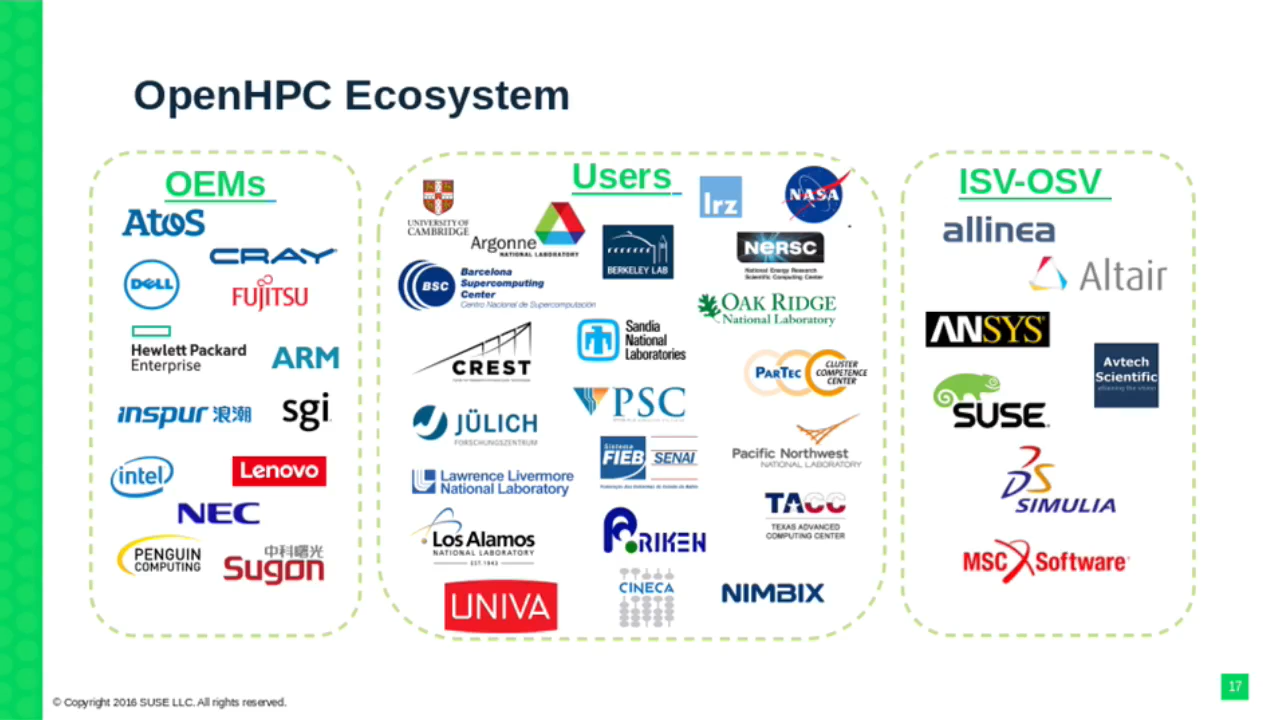 OpenHPC Ecosystem
OEMs
Atos
CRAY
DELL
FUJITSU
Hewlett Packard
Enterprise
ARM
inspur 浪潮
sgi
intel
Lenovo
NEC
PENGUIN
COMPUTING
中科曙光
Sugon
Users
UNIVERSITY OF
CAMBRIDGE
Argonne
NATIONAL LABORATORY
lrz
NASA
BERKELEY LAB
NERSC
National Energy Research
Scientific Computing Center
BSC
Barcelona
Supercomputing
Center
Centro Nacional de Supercomputación
OAK RIDGE
National Laboratory
Sandia
National
Laboratories
CREST
PARTEC
CLUSTER
COMPETENCE
CENTER
PSC
JÜLICH
FORSCHUNGSZENTRUM
Sistema
FIEB SENAI
Pacific Northwest
NATIONAL LABORATORY
Lawrence Livermore
National Laboratory
TACC
TEXAS ADVANCED
COMPUTING CENTER
Los Alamos
NATIONAL LABORATORY
EST.1943
RIKEN
UNIVA
CINECA
NIMBIX
ISV-OSV
allinea
Altair
ANSYS
Avtech
Scientific
SUSE
SIMULIA
MSC Software
© Copyright 2016 SUSE LLC. All rights reserved.
17